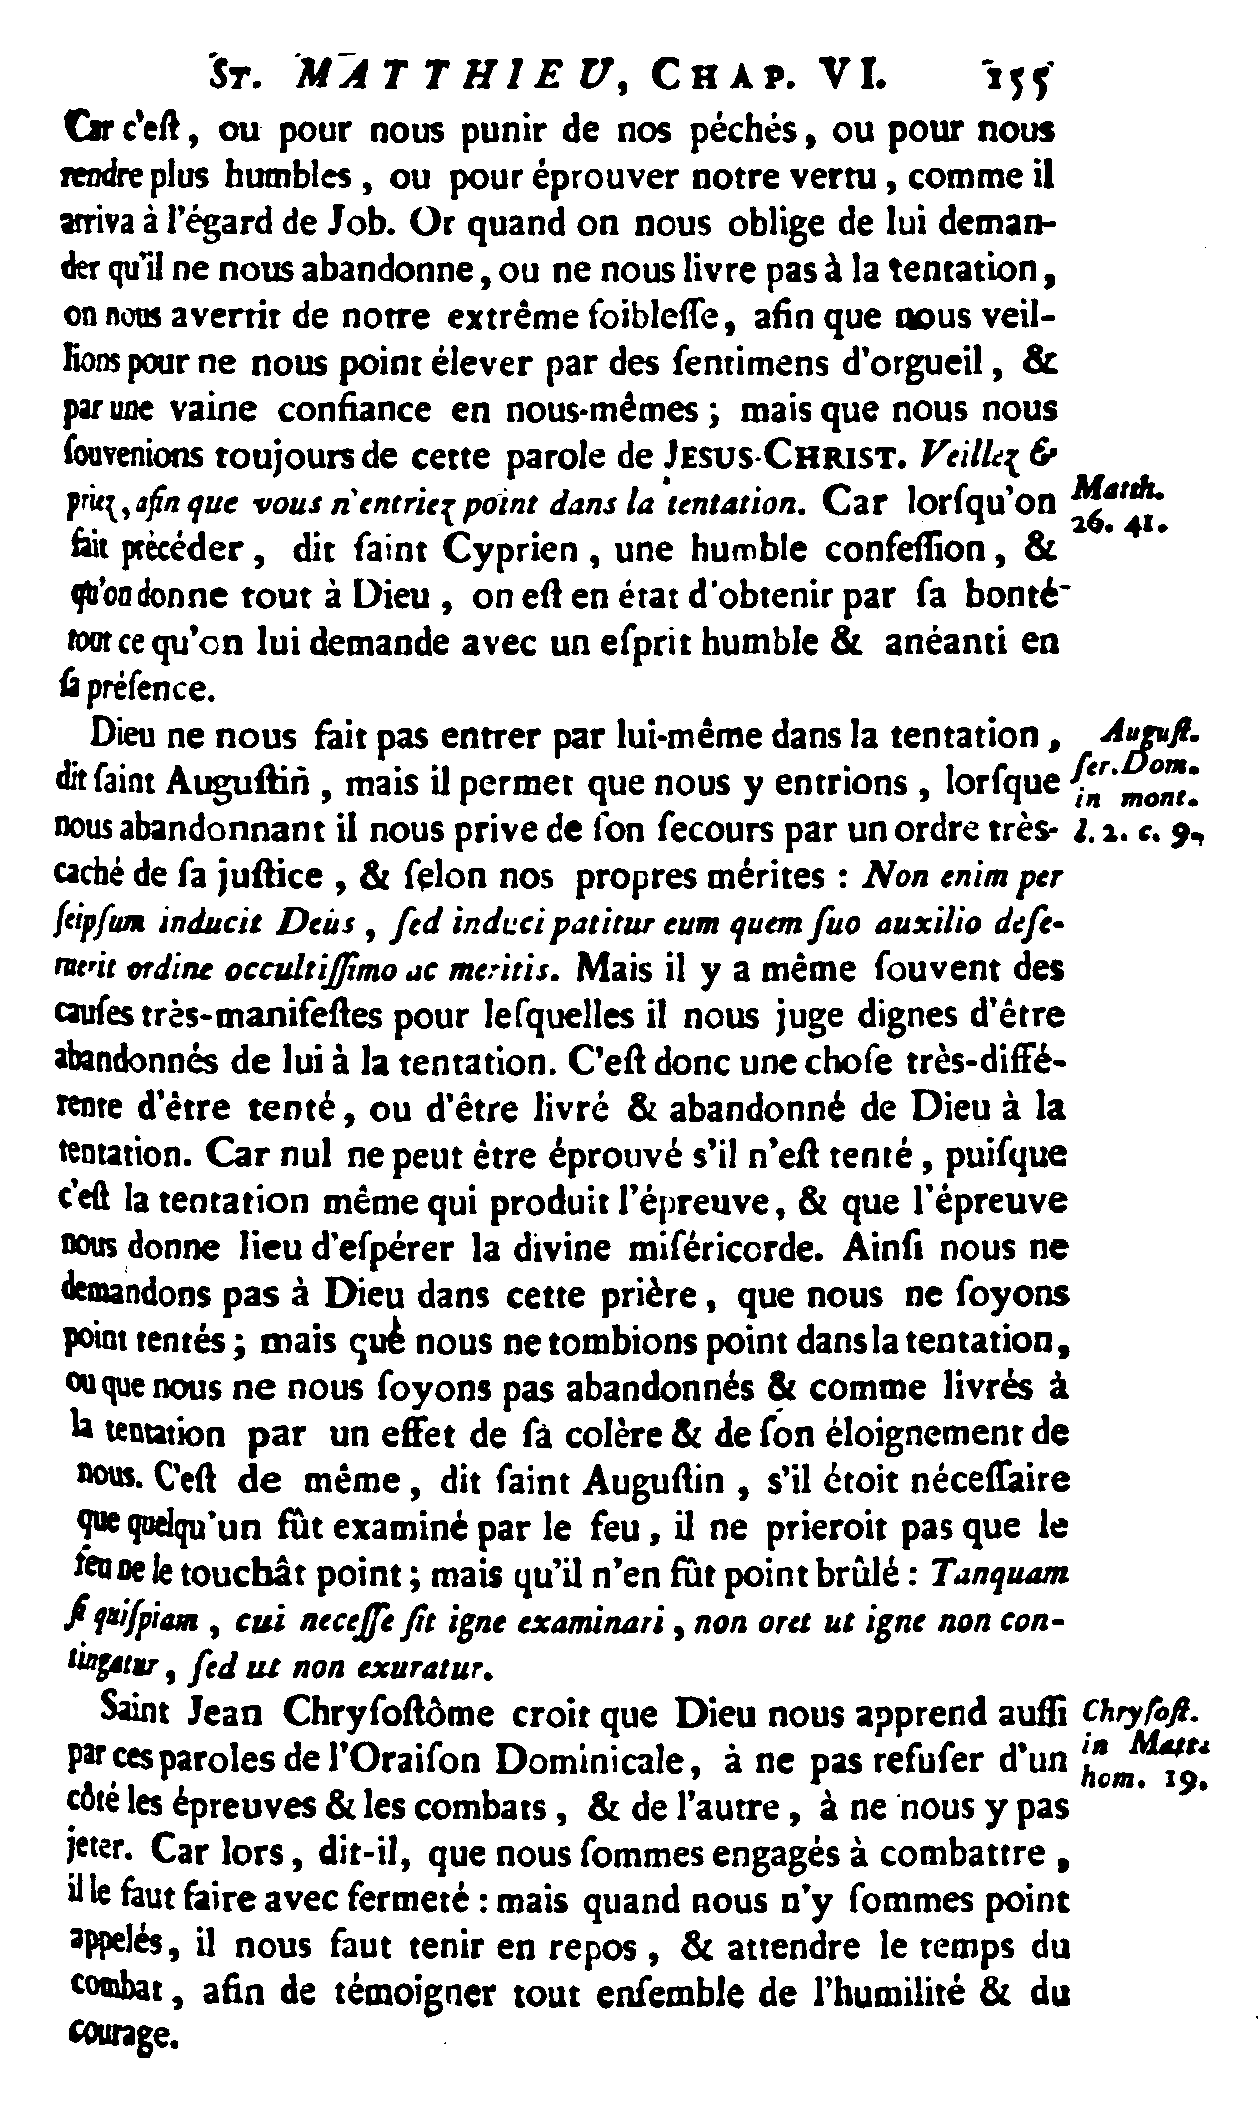 ST. MATTHIEU, CHAP. VI. 155
Car c'eſt, ou pour nous punir de nos péchés, ou pour nous
rendre plus humbles, ou pour éprouver notre vertu, comme il
arriva à l'égard de Job. Or quand on nous oblige de lui deman-
der qu'il ne nous abandonne, ou ne nous livre pas à la tentation,
on nous avertit de notre extrême foibleſſe, afin que nous veil-
lions pour ne nous point élever par des ſentimens d'orgueil, &
par une vaine confiance en nous-mêmes; mais que nous nous
ſouvenions toujours de cette parole de JESUS-CHRIST. Veillez &
priez, afin que vous n'entriez point dans la tentation. Car lorſqu'on
Matth.
26. 41.
fait précéder, dit ſaint Cyprien, une humble confeſſion, &
qu'on donne tout à Dieu, on eſt en état d'obtenir par ſa bonté
tout ce qu'on lui demande avec un eſprit humble & anéanti en
ſa préſence.
Dieu ne nous fait pas entrer par lui-même dans la tentation,
Auguſt.
ſer. Dom.
in mont.
l. 2. c. 9.
dit ſaint Auguſtin, mais il permet que nous y entrions, lorſque
nous abandonnant il nous prive de ſon ſecours par un ordre très-
caché de ſa juſtice, & ſelon nos propres mérites : Non enim per
ſeipſum inducit Deus, ſed induci patitur eum quem ſuo auxilio deſe-
ruerit ordine occultiſſimo ac meritis. Mais il y a même ſouvent des
cauſes très-manifeſtes pour leſquelles il nous juge dignes d'être
abandonnés de lui à la tentation. C'eſt donc une choſe très-diffé-
rente d'être tenté, ou d'être livré & abandonné de Dieu à la
tentation. Car nul ne peut être éprouvé s'il n'eſt tenté, puiſque
c'eſt la tentation même qui produit l'épreuve, & que l'épreuve
nous donne lieu d'eſpérer la divine miſéricorde. Ainſi nous ne
demandons pas à Dieu dans cette prière, que nous ne ſoyons
point tentés; mais que nous ne tombions point dans la tentation,
ou que nous ne nous ſoyons pas abandonnés & comme livrés à
la tentation par un effet de ſa colère & de ſon éloignement de
nous. C'eſt de même, dit ſaint Auguſtin, s'il étoit néceſſaire
que quelqu'un fût examiné par le feu, il ne prieroit pas que le
feu ne le touchât point; mais qu'il n'en fût point brûlé : Tanquam
ſi quiſpiam, cui neceſſe ſit igne examinari, non oret ut igne non con-
tingatur, ſed ut non exuratur.
Saint Jean Chryſoſtôme croit que Dieu nous apprend auſſi
Chryſoſt.
in Matt.
hom. 19.
par ces paroles de l'Oraiſon Dominicale, à ne pas refuſer d'un
côté les épreuves & les combats, & de l'autre, à ne nous y pas
jeter. Car lors, dit-il, que nous ſommes engagés à combattre,
il le faut faire avec fermeté : mais quand nous n'y ſommes point
appelés, il nous faut tenir en repos, & attendre le temps du
combat, afin de témoigner tout enſemble de l'humilité & du
courage.